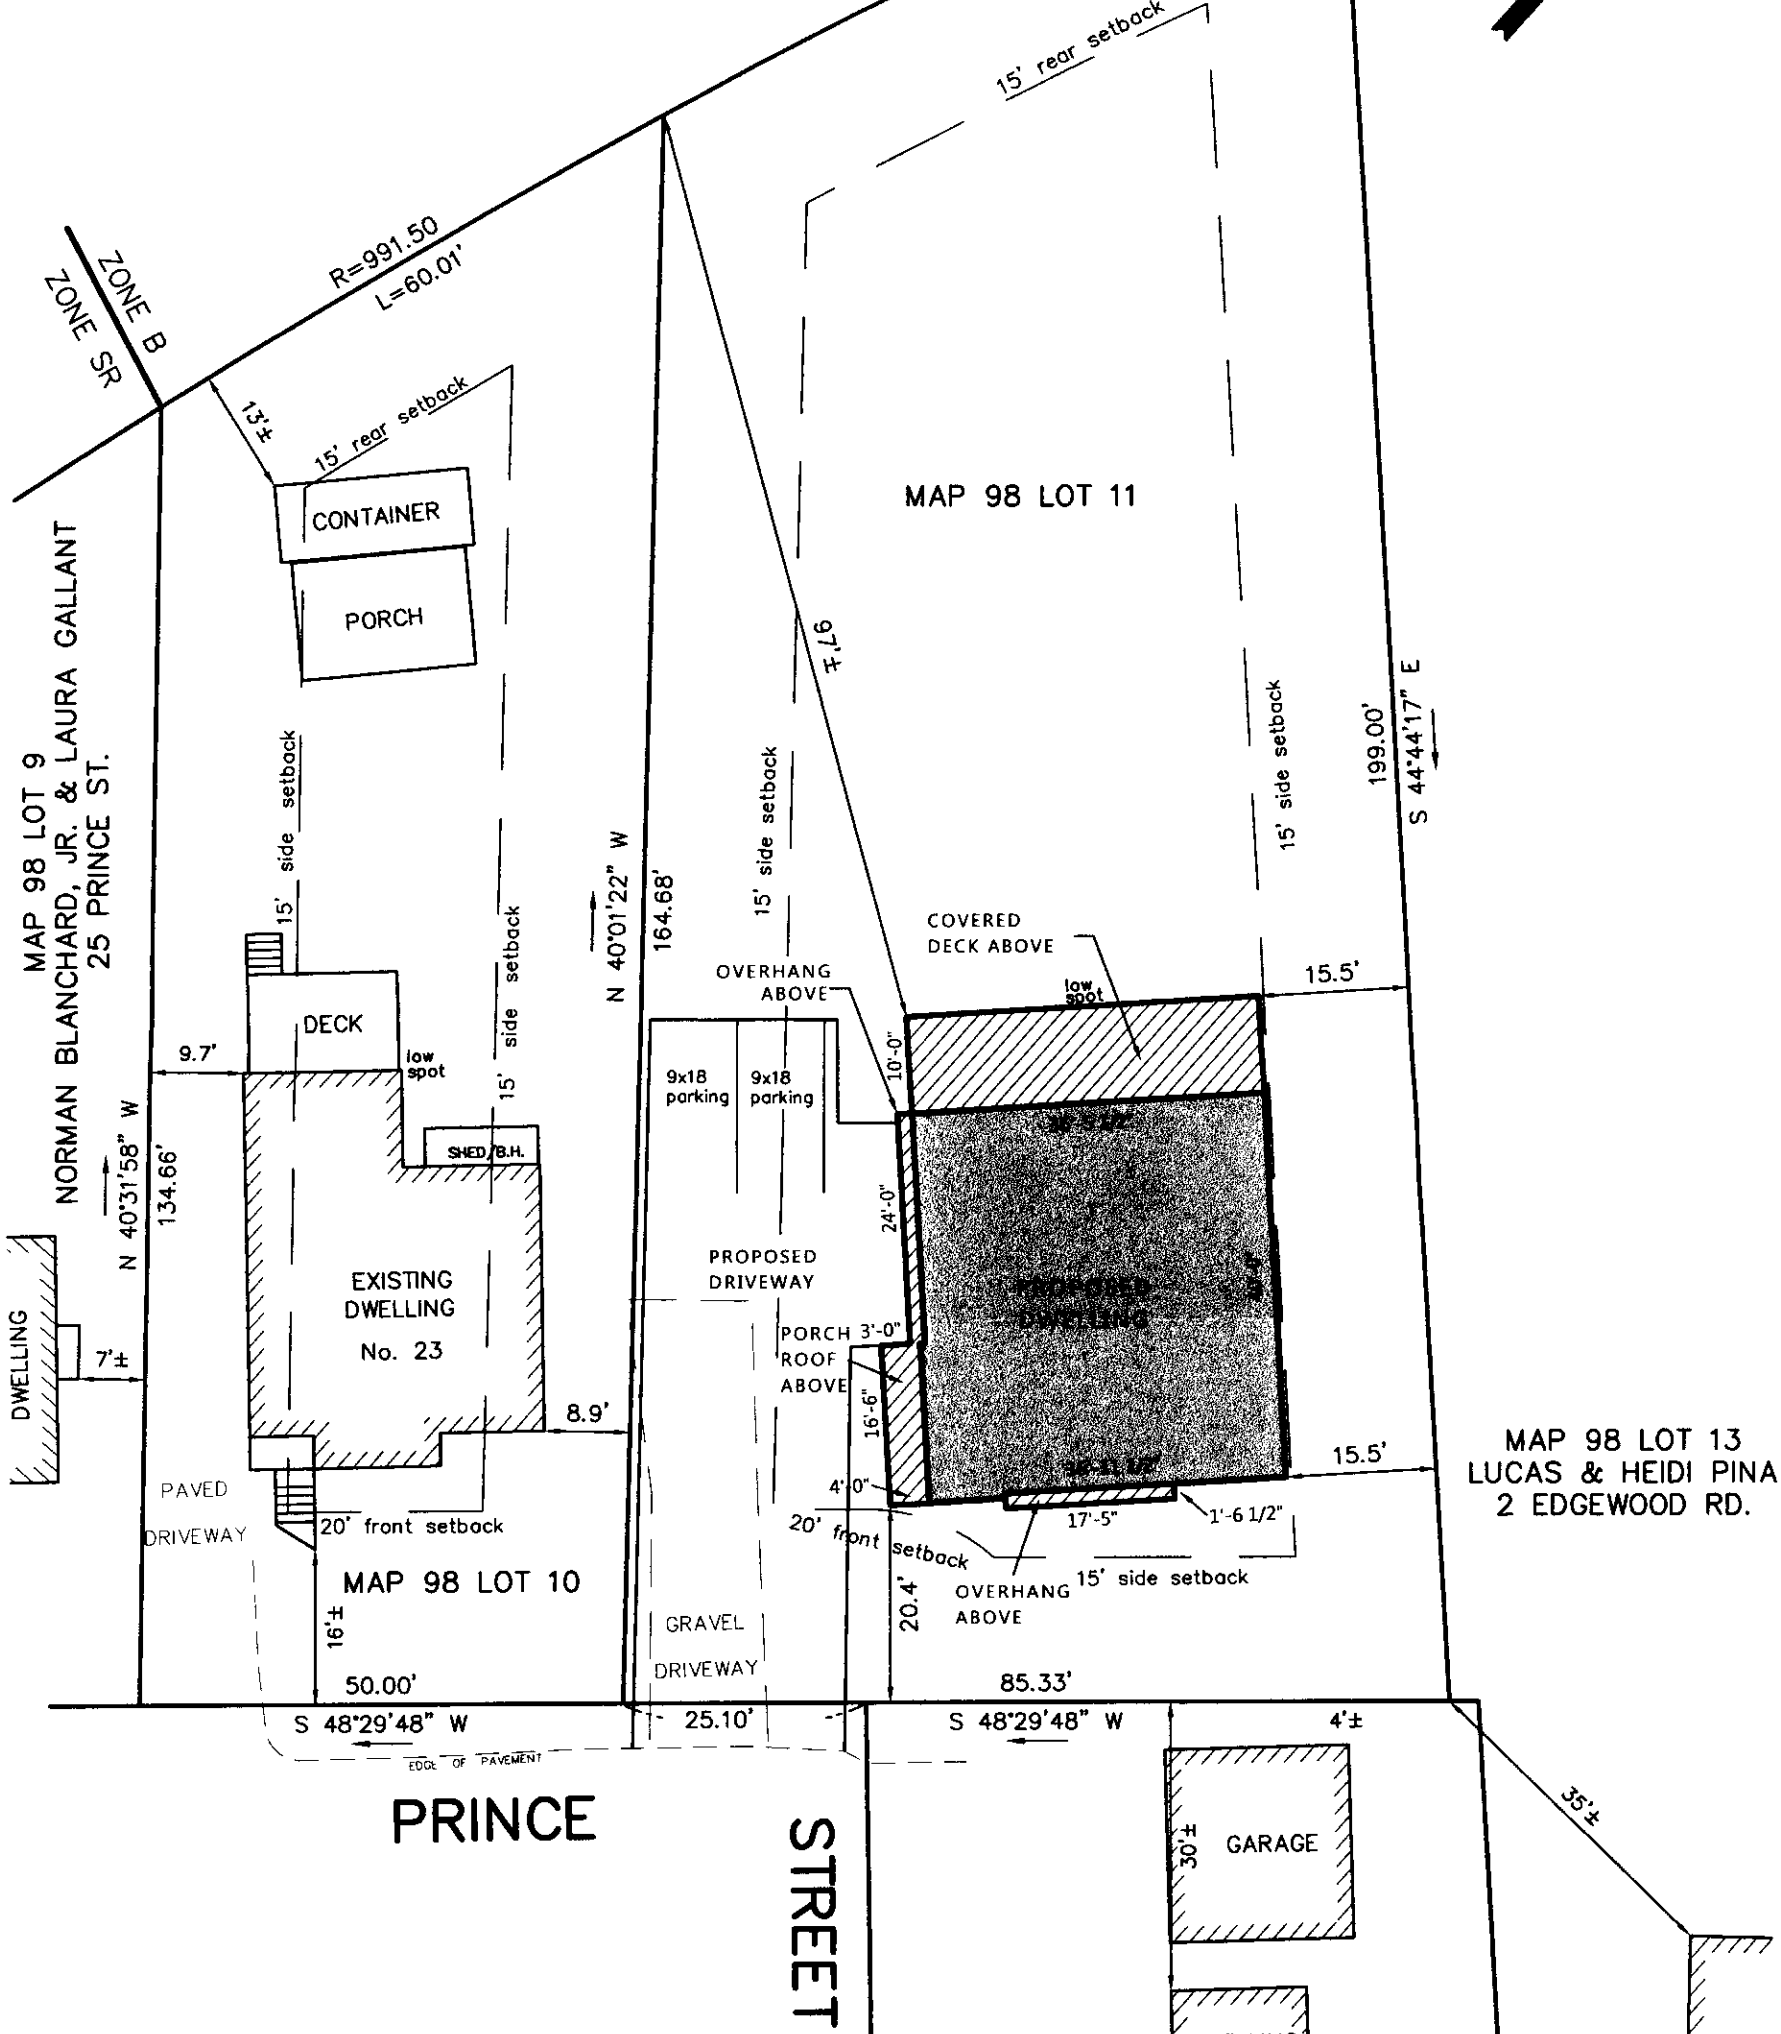 15' rear setback
R=991.50
L=60.01'
ZONE B
ZONE SR
13'±
15' rear setback
CONTAINER
PORCH
MAP 98 LOT 11
97'±
MAP 98 LOT 9
NORMAN BLANCHARD, JR. & LAURA GALLANT
25 PRINCE ST.
15' side setback
15' side setback
N 40°01'22" W
164.68'
15' side setback
15' side setback
199.00'
S 44°44'17" E
COVERED
DECK ABOVE
OVERHANG
ABOVE
low
spot
15.5'
DECK
9.7'
low
spot
9x18
parking
9x18
parking
10'-0"
N 40°31'58" W
134.66'
SHED/B.H.
24'-0"
PROPOSED
DRIVEWAY
EXISTING
DWELLING
No. 23
PROPOSED
DWELLING
DWELLING
7'±
PORCH 3'-0"
ROOF
ABOVE
16'-6"
8.9'
15.5'
MAP 98 LOT 13
LUCAS & HEIDI PINA
2 EDGEWOOD RD.
PAVED
DRIVEWAY
4'-0"
20' front setback
20' front setback
17'-5"
1'-6 1/2"
MAP 98 LOT 10
16'±
20.4'
OVERHANG
ABOVE
15' side setback
GRAVEL
DRIVEWAY
50.00'
85.33'
S 48°29'48" W
25.10'
S 48°29'48" W
4'±
EDGE OF PAVEMENT
PRINCE
STREET
30'±
GARAGE
35'±